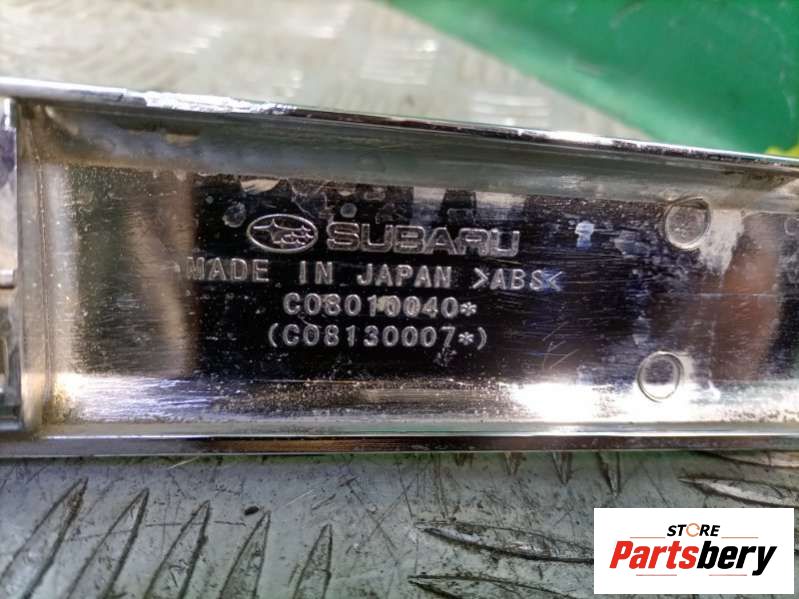 SUBARU
MADE IN JAPAN >ABS<
C08010040*
(C08130007*)
STORE
Partsbery